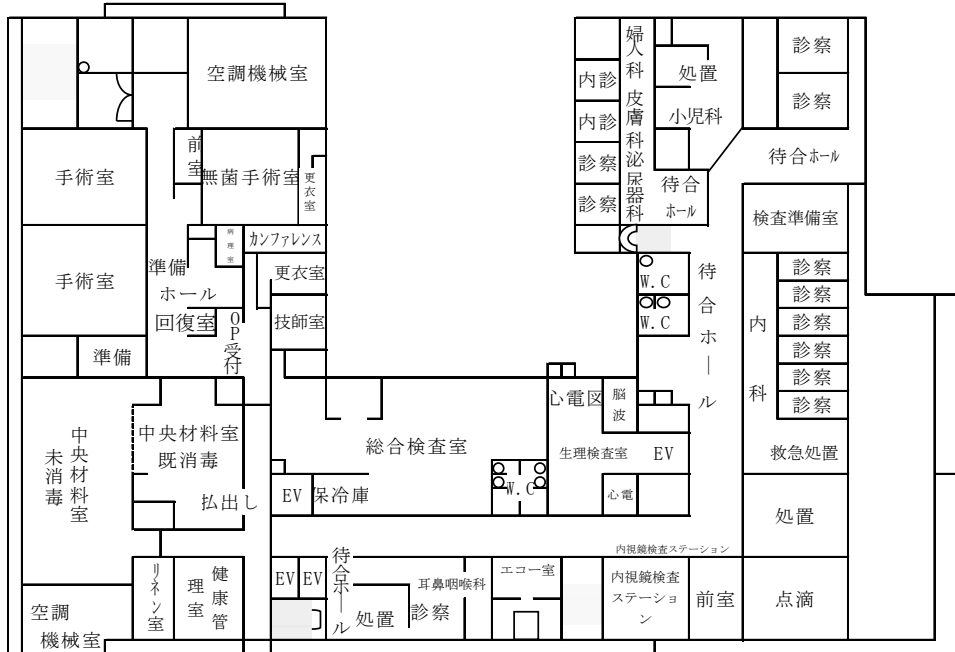 空調機械室
手術室
前室
無菌手術室
更衣室
病理室
カンファレンス
手術室
準備
ホール
回復室
更衣室
技師室
OP受付
準備
中央材料室
未消毒
中央材料室
既消毒
払出し
リネン室
健康管
理室
空調
機械室
総合検査室
EV
保冷庫
W.C
心電図
脳波
生理検査室
EV
心電
EV
EV
待合ホール
処置
耳鼻咽喉科
診察
エコー室
内視鏡検査ステーション
内視鏡検査
ステーショ
ン
前室
点滴
処置
救急処置
婦人科
皮膚科
泌尿器科
内診
内診
診察
診察
処置
小児科
待合
ホール
診察
診察
待合ホール
検査準備室
W.C
W.C
待合ホール
内科
診察
診察
診察
診察
診察
診察